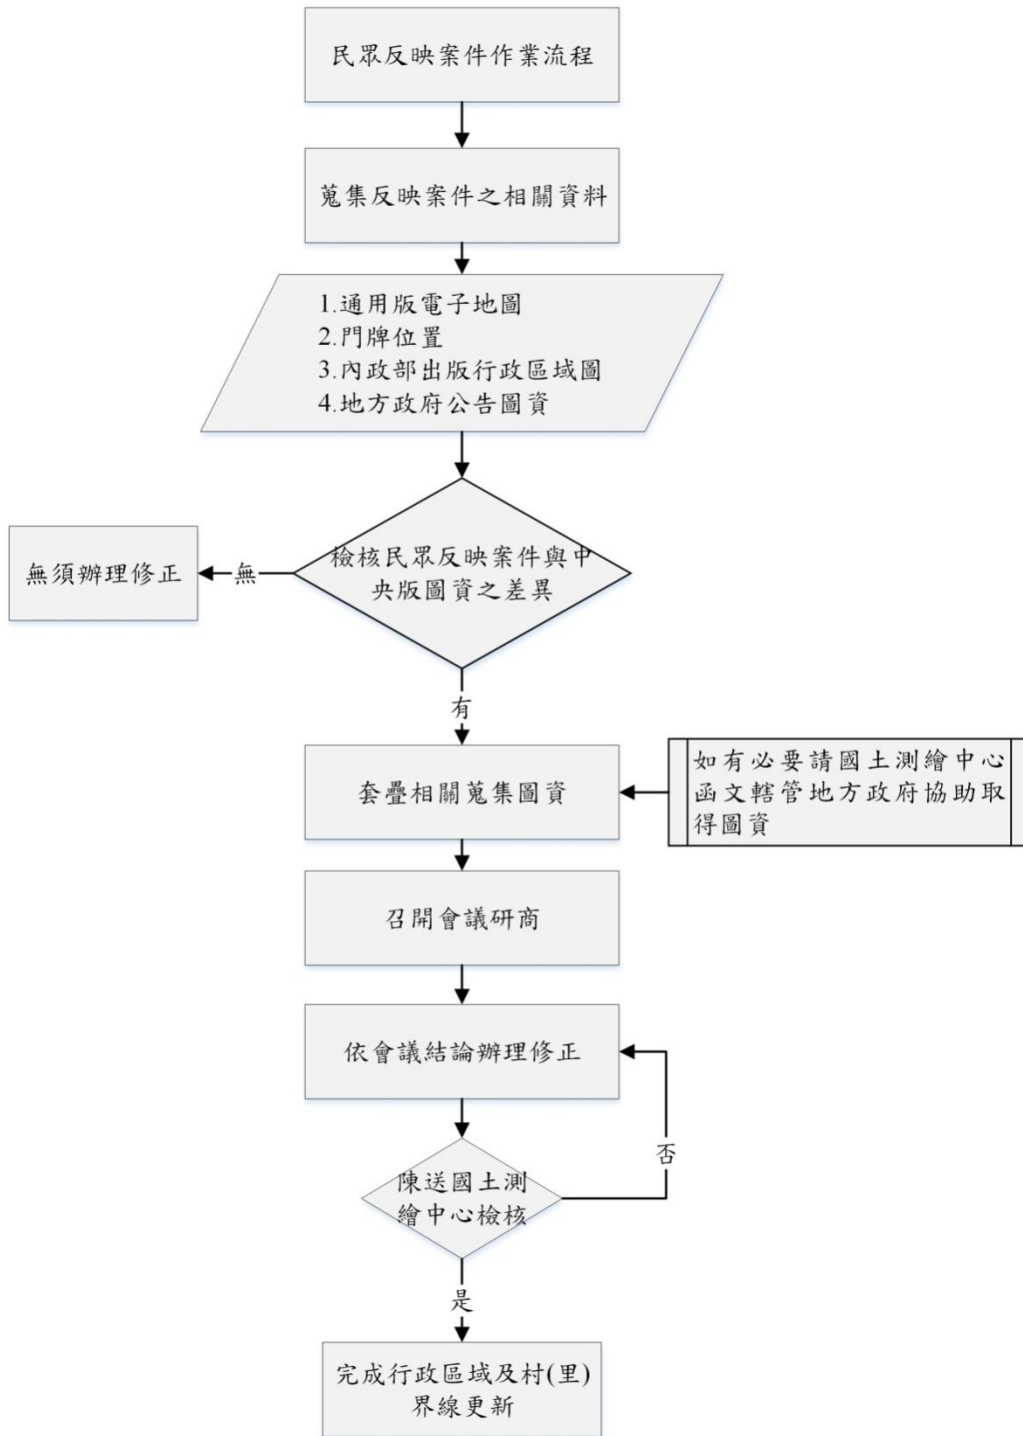 民眾反映案件作業流程
蒐集反映案件之相關資料
1.通用版電子地圖
2.門牌位置
3.內政部出版行政區域圖
4.地方政府公告圖資
檢核民眾反映案件與中
央版圖資之差異
無
無須辦理修正
有
套疊相關蒐集圖資
如有必要請國土測繪中心
函文轄管地方政府協助取
得圖資
召開會議研商
依會議結論辦理修正
否
陳送國土測
繪中心檢核
是
完成行政區域及村(里)
界線更新